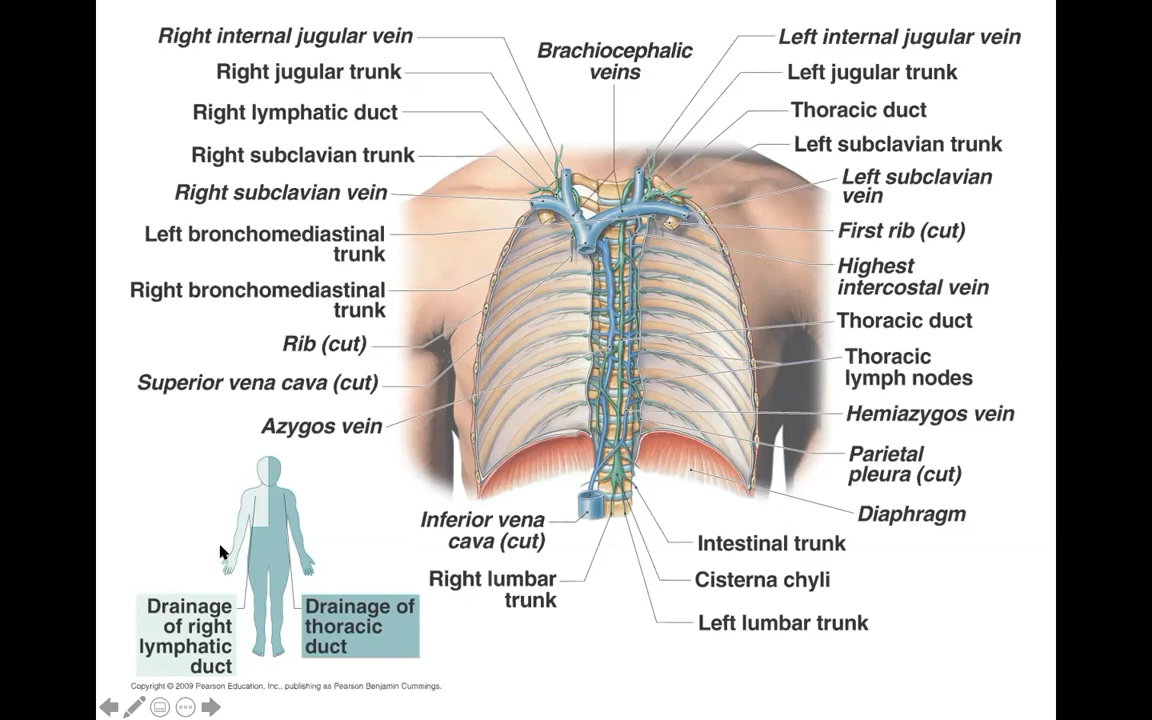 Right internal jugular vein
Right jugular trunk
Right lymphatic duct
Right subclavian trunk
Right subclavian vein
Left bronchomediastinal
trunk
Right bronchomediastinal
trunk
Rib (cut)
Superior vena cava (cut)
Azygos vein
Brachiocephalic
veins
Left internal jugular vein
Left jugular trunk
Thoracic duct
Left subclavian trunk
Left subclavian
vein
First rib (cut)
Highest
intercostal vein
Thoracic duct
Thoracic
lymph nodes
Hemiazygos vein
Parietal
pleura (cut)
Diaphragm
Inferior vena
cava (cut)
Right lumbar
trunk
Intestinal trunk
Cisterna chyli
Left lumbar trunk
Drainage
of right
lymphatic
duct
Drainage of
thoracic
duct
Copyright © 2009 Pearson Education, Inc., publishing as Pearson Benjamin Cummings.